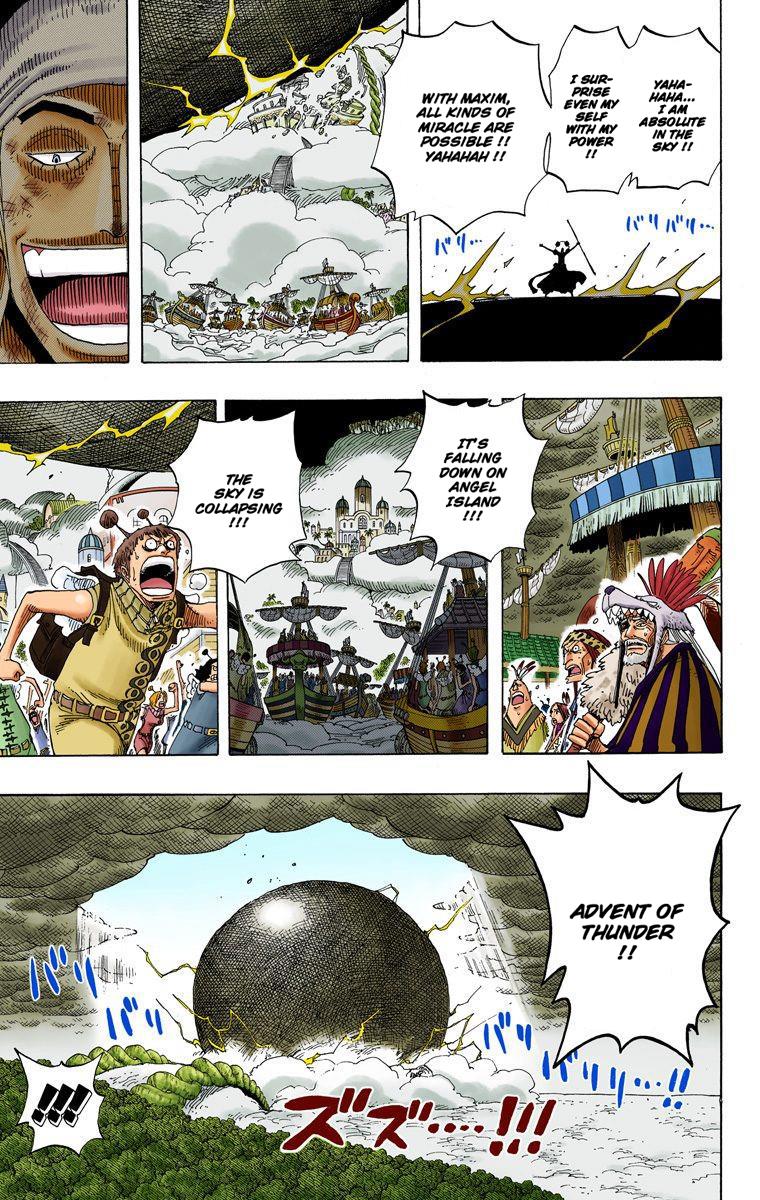 YAHA-
HAHA...
I AM
ABSOLUTE
IN THE
SKY !!
I SUR-
PRISE
EVEN MY
SELF
WITH MY
POWER
!!
WITH MAXIM,
ALL KINDS OF
MIRACLE ARE
POSSIBLE !!
YAHAHAH !!
バリ…
バリバリ…
IT'S
FALLING
DOWN ON
ANGEL
ISLAND
!!!
THE
SKY IS
COLLAPSING
!!!
ADVENT OF
THUNDER
!!
バリ
バリ
バリ
バリ…!!
ズズ…‥!!!
!!!